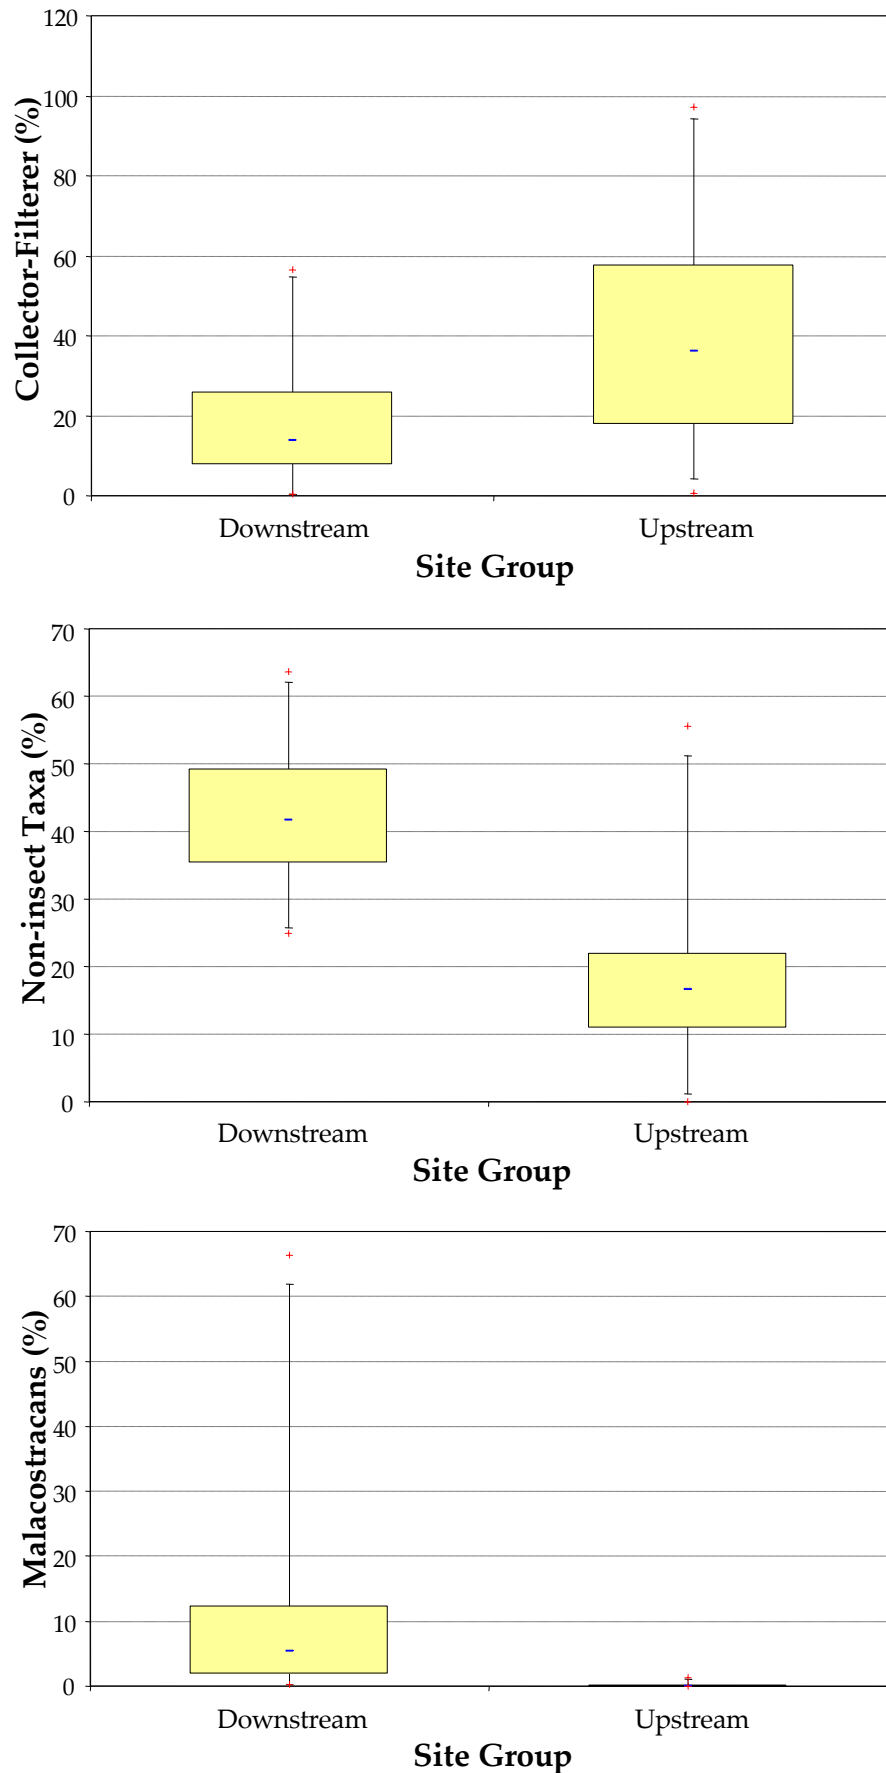 Collector-Filterer (%)
120
100
80
60
40
20
0
Downstream Upstream
Site Group
Non-insect Taxa (%)
70
60
50
40
30
20
10
0
Downstream Upstream
Site Group
Malacostracans (%)
70
60
50
40
30
20
10
0
Downstream Upstream
Site Group